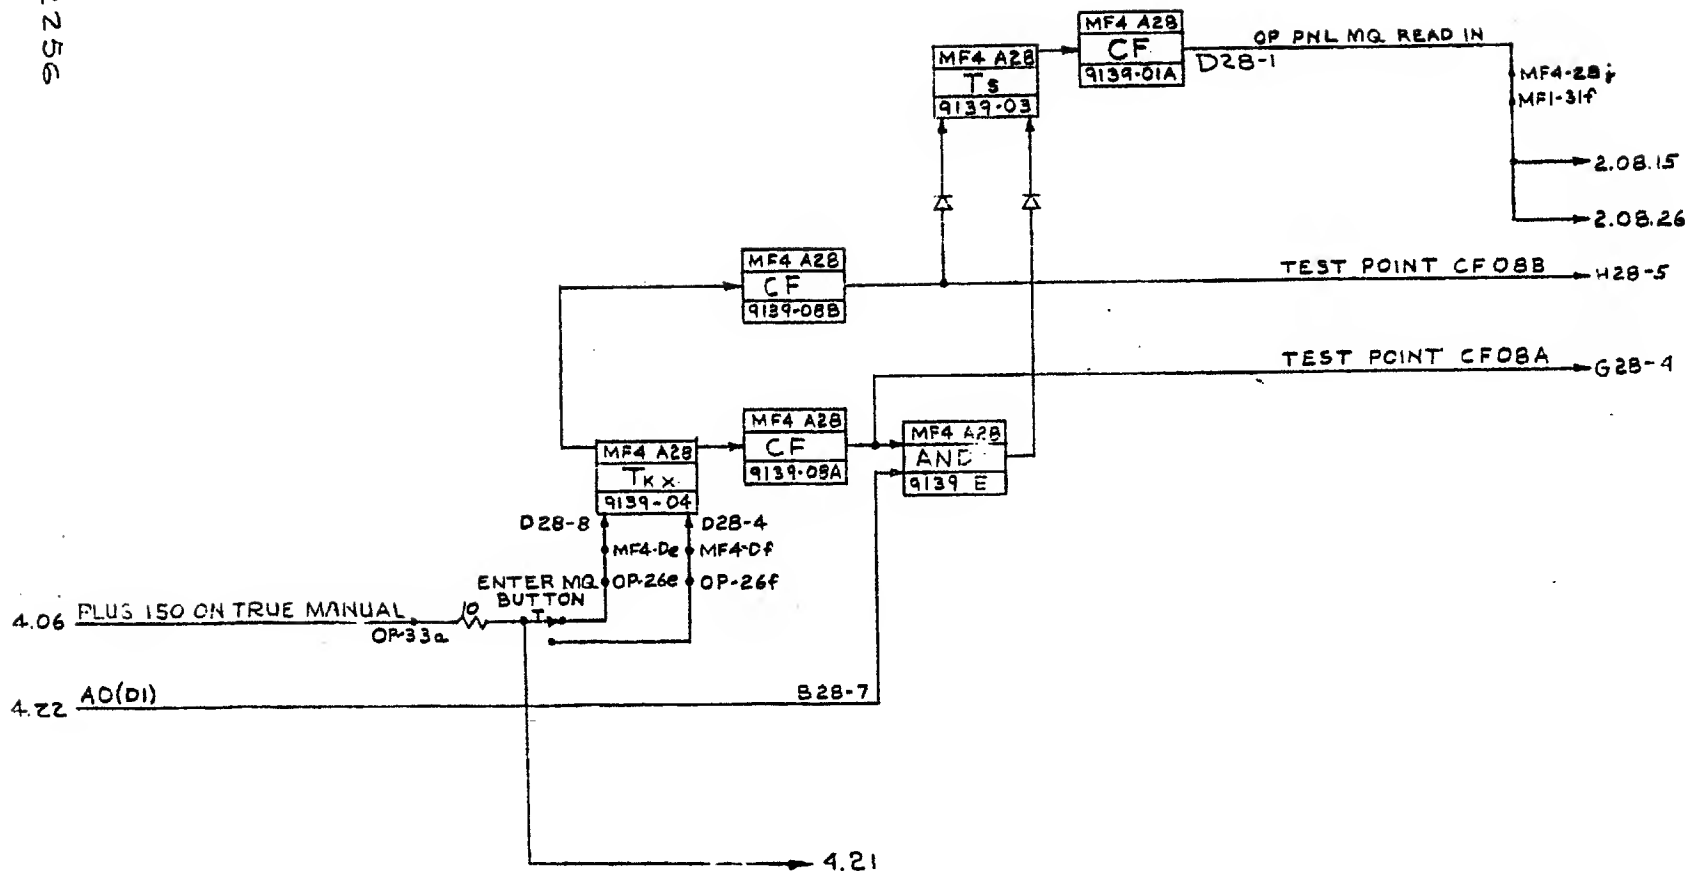 2256
MF4 A28
CF
9139-01A
D28-1
OP PNL MQ READ IN
MF4-28j
MF1-31f
2.08.15
2.08.26
MF4 A28
Ts
9139-03
MF4 A28
CF
9139-08B
TEST POINT CF08B
H28-5
TEST POINT CF08A
G28-4
MF4 A28
CF
9139-08A
MF4 A28
AND
9139 E
MF4 A28
TKX
9139-04
D28-8
D28-4
MF4-De
MF4-Df
ENTER MQ
BUTTON
OP-26e
OP-26f
T
4.06
PLUS 150 ON TRUE MANUAL
OP-33a
10
4.22
AO(D1)
B28-7
4.21